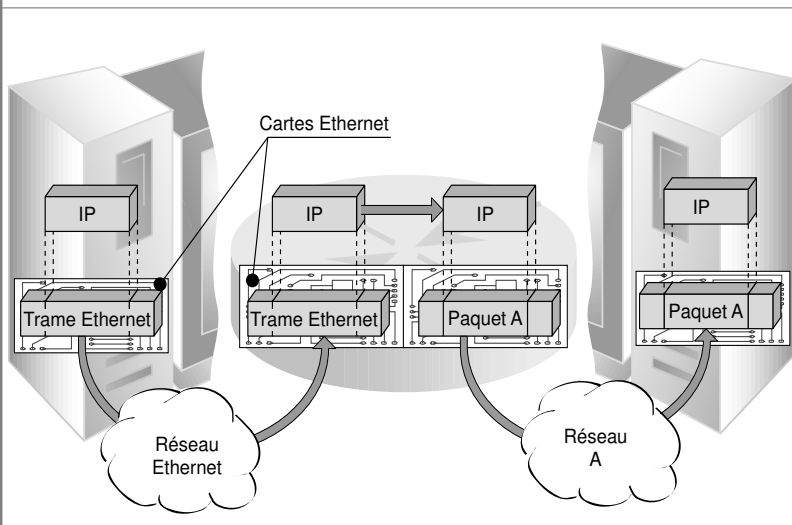 Cartes Ethernet
IP
IP
IP
IP
Trame Ethernet
Trame Ethernet
Paquet A
Paquet A
Réseau
Ethernet
Réseau
A